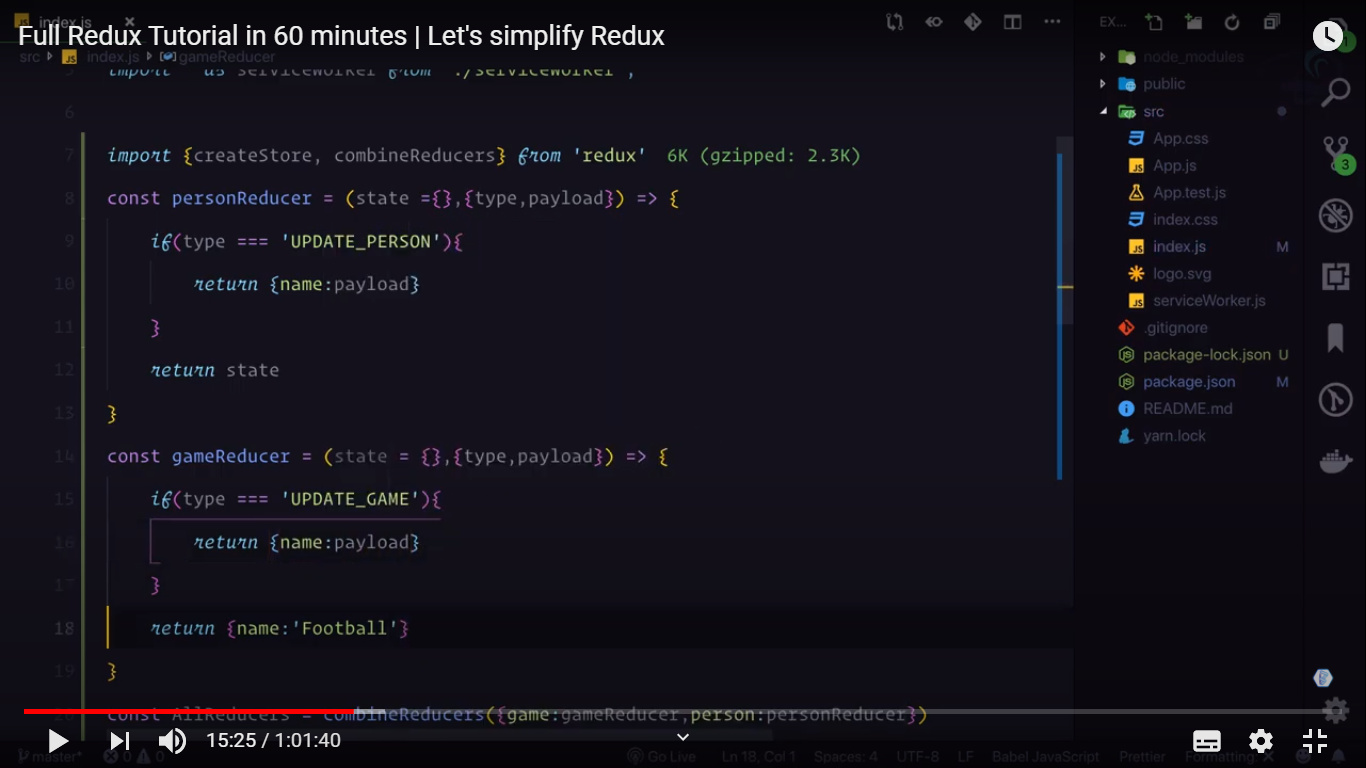 index.js
Full Redux Tutorial in 60 minutes | Let's simplify Redux
EX...
1
src index.js gameReducer
import * as serviceWorker from './serviceWorker';
6
7 import {createStore, combineReducers} from 'redux' 6K (gzipped: 2.3K)
8 const personReducer = (state ={},{type,payload}) => {
9 if(type === 'UPDATE_PERSON'){
10 return {name:payload}
11 }
12 return state
13 }
14 const gameReducer = (state = {},{type,payload}) => {
15 if(type === 'UPDATE_GAME'){
16 return {name:payload}
17 }
18 return {name:'Football'}
19 }
20 const AllReducers = combineReducers({game:gameReducer,person:personReducer})
node_modules
public
src
App.css
App.js
App.test.js
index.css
index.js M
logo.svg
serviceWorker.js
.gitignore
package-lock.json U
package.json M
README.md
yarn.lock
3
15:25 / 1:01:40
master* 0 0 Go Live Ln 18, Col 1 Spaces: 4 UTF-8 LF Babel JavaScript Prettier Formatting: X